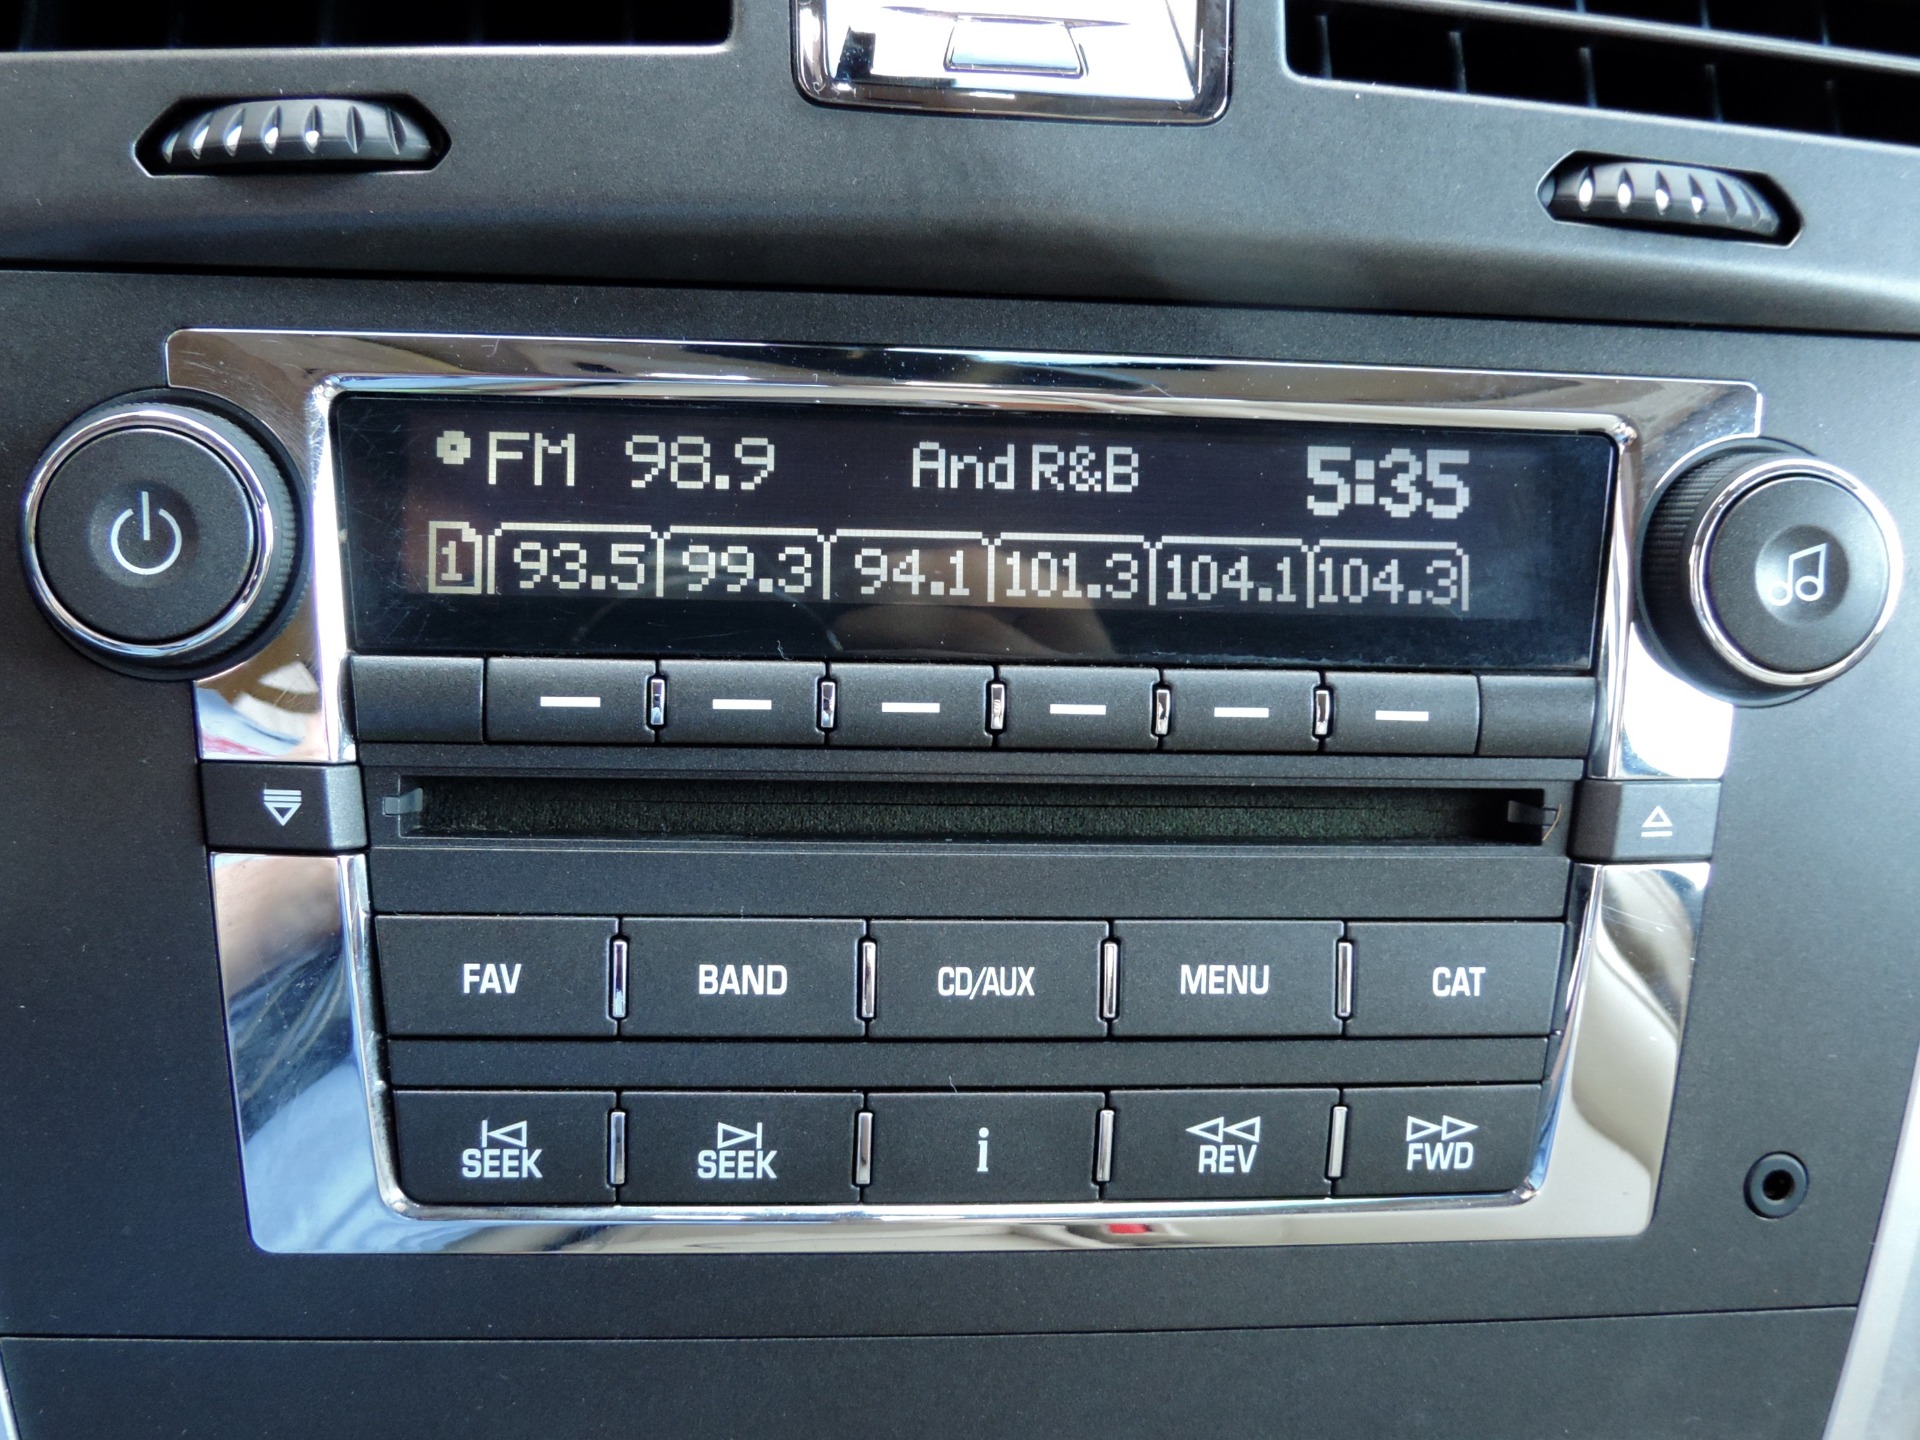 FM 98.9 And R&B 5:35
1 93.5 99.3 94.1 101.3 104.1 104.3
FAV BAND CD/AUX MENU CAT
SEEK SEEK i REV FWD